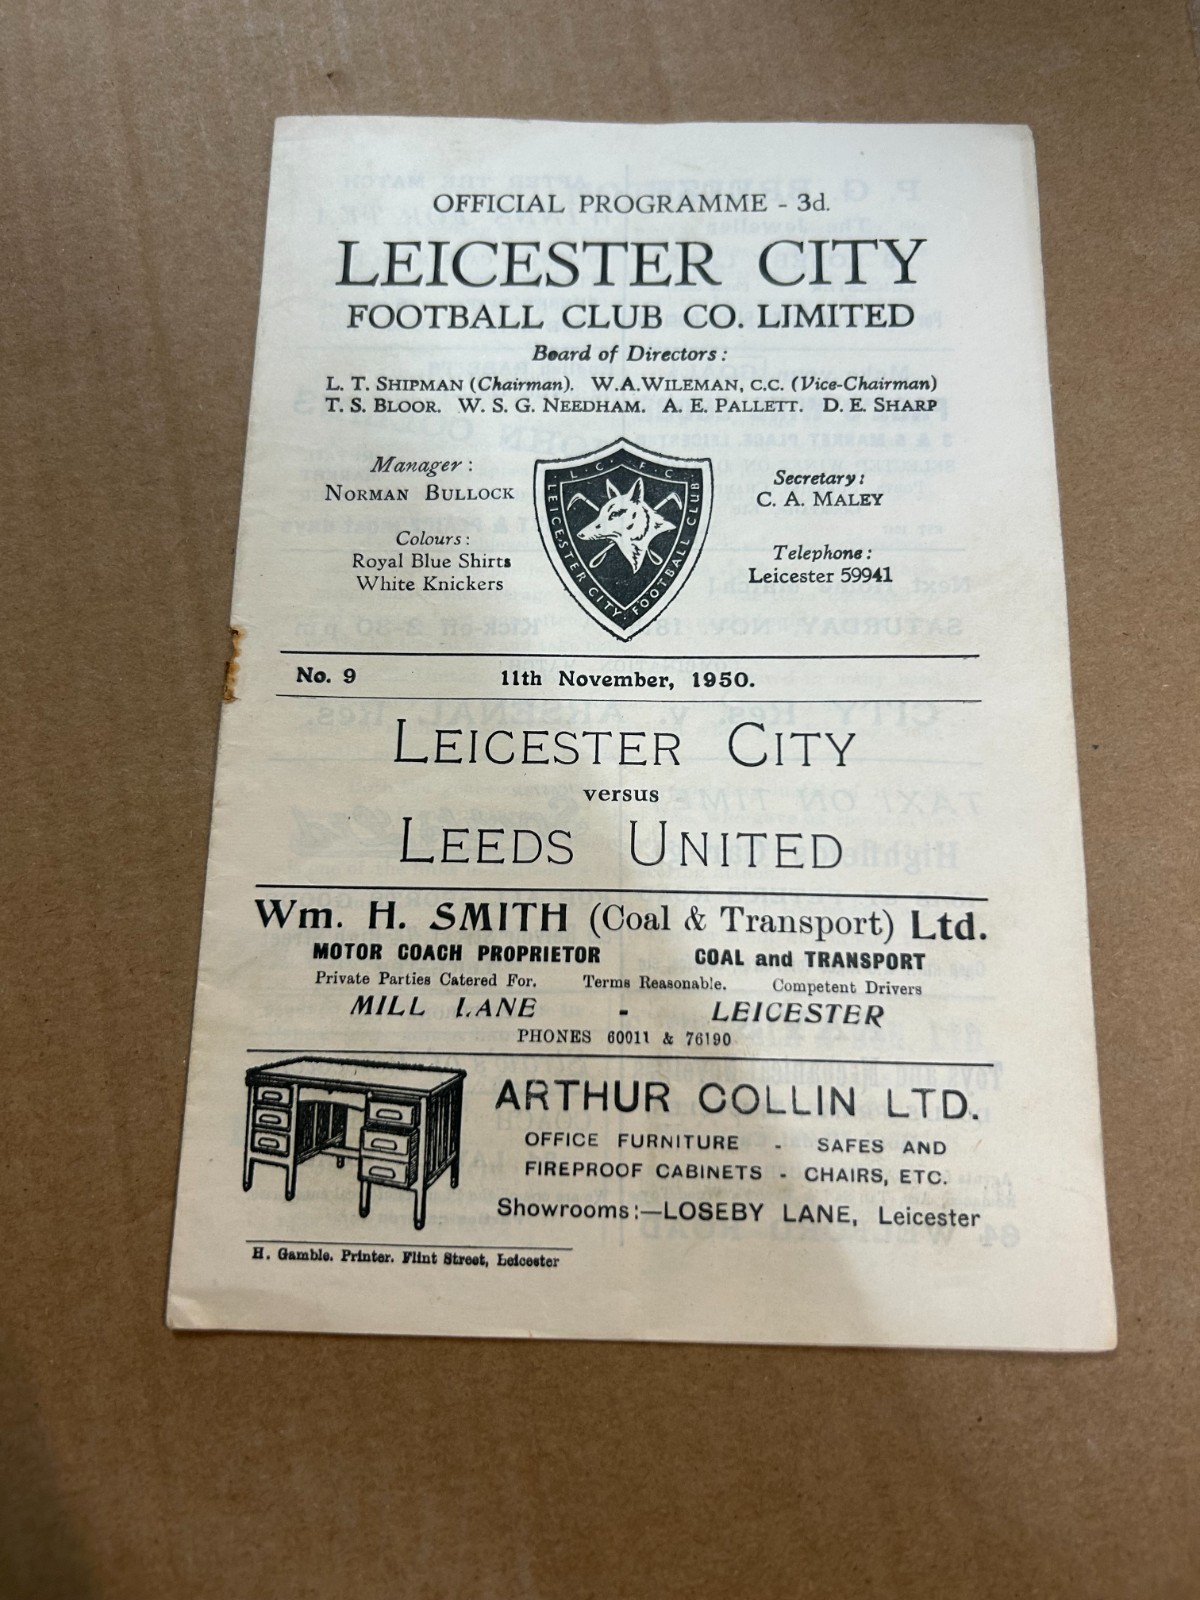 OFFICIAL PROGRAMME - 3d.
LEICESTER CITY
FOOTBALL CLUB CO. LIMITED
Board of Directors :
L. T. SHIPMAN (Chairman). W.A.WILEMAN, C.C. (Vice-Chairman)
T. S. BLOOR. W. S. G. NEEDHAM. A. E. PALLETT. D. E. SHARP
Manager :
NORMAN BULLOCK
Colours :
Royal Blue Shirts
White Knickers
L · C · F · C
LEICESTER CITY · FOOTBALL CLUB
Secretary :
C. A. MALEY
Telephone :
Leicester 59941
No. 9 11th November, 1950.
LEICESTER CITY
versus
LEEDS UNITED
Wm. H. SMITH (Coal & Transport) Ltd.
MOTOR COACH PROPRIETOR COAL and TRANSPORT
Private Parties Catered For. Terms Reasonable. Competent Drivers
MILL LANE - LEICESTER
PHONES 60011 & 76190
ARTHUR COLLIN LTD.
OFFICE FURNITURE - SAFES AND
FIREPROOF CABINETS - CHAIRS, ETC.
Showrooms:—LOSEBY LANE, Leicester
H. Gamble. Printer. Flint Street, Leicester